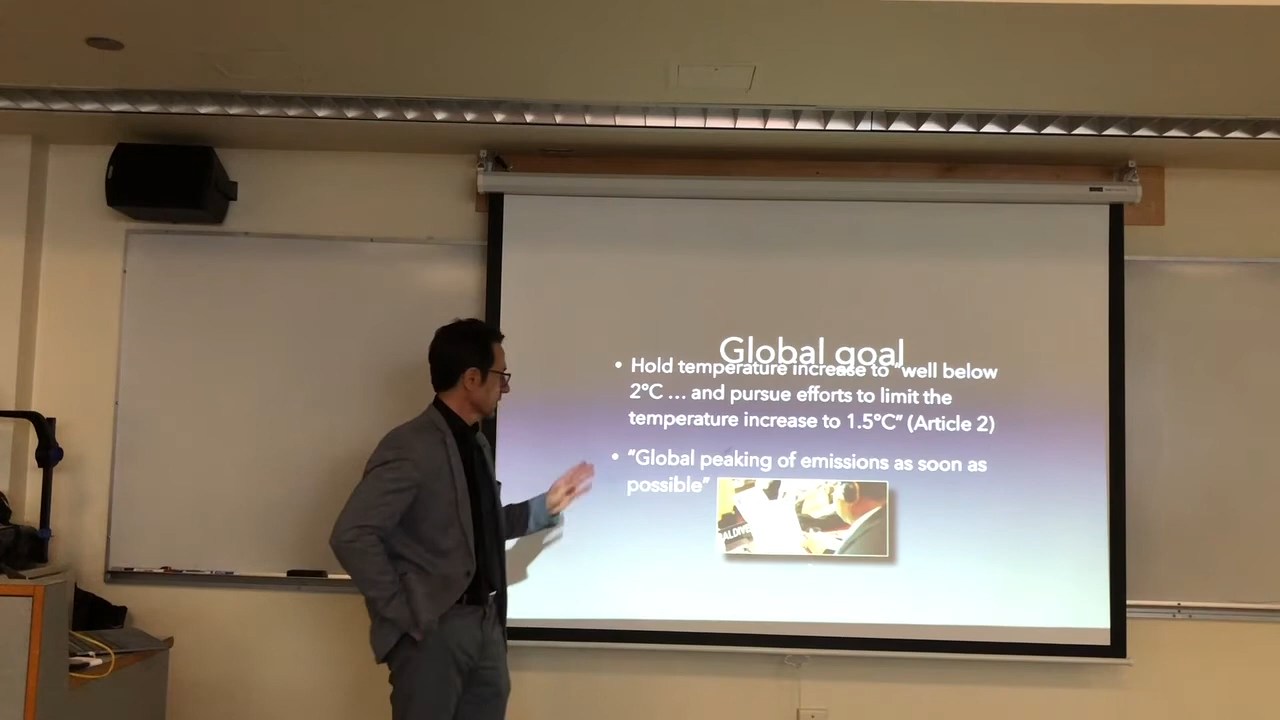 Global goal
• Hold temperature increase to “well below
2°C ... and pursue efforts to limit the
temperature increase to 1.5°C” (Article 2)
• “Global peaking of emissions as soon as
possible”